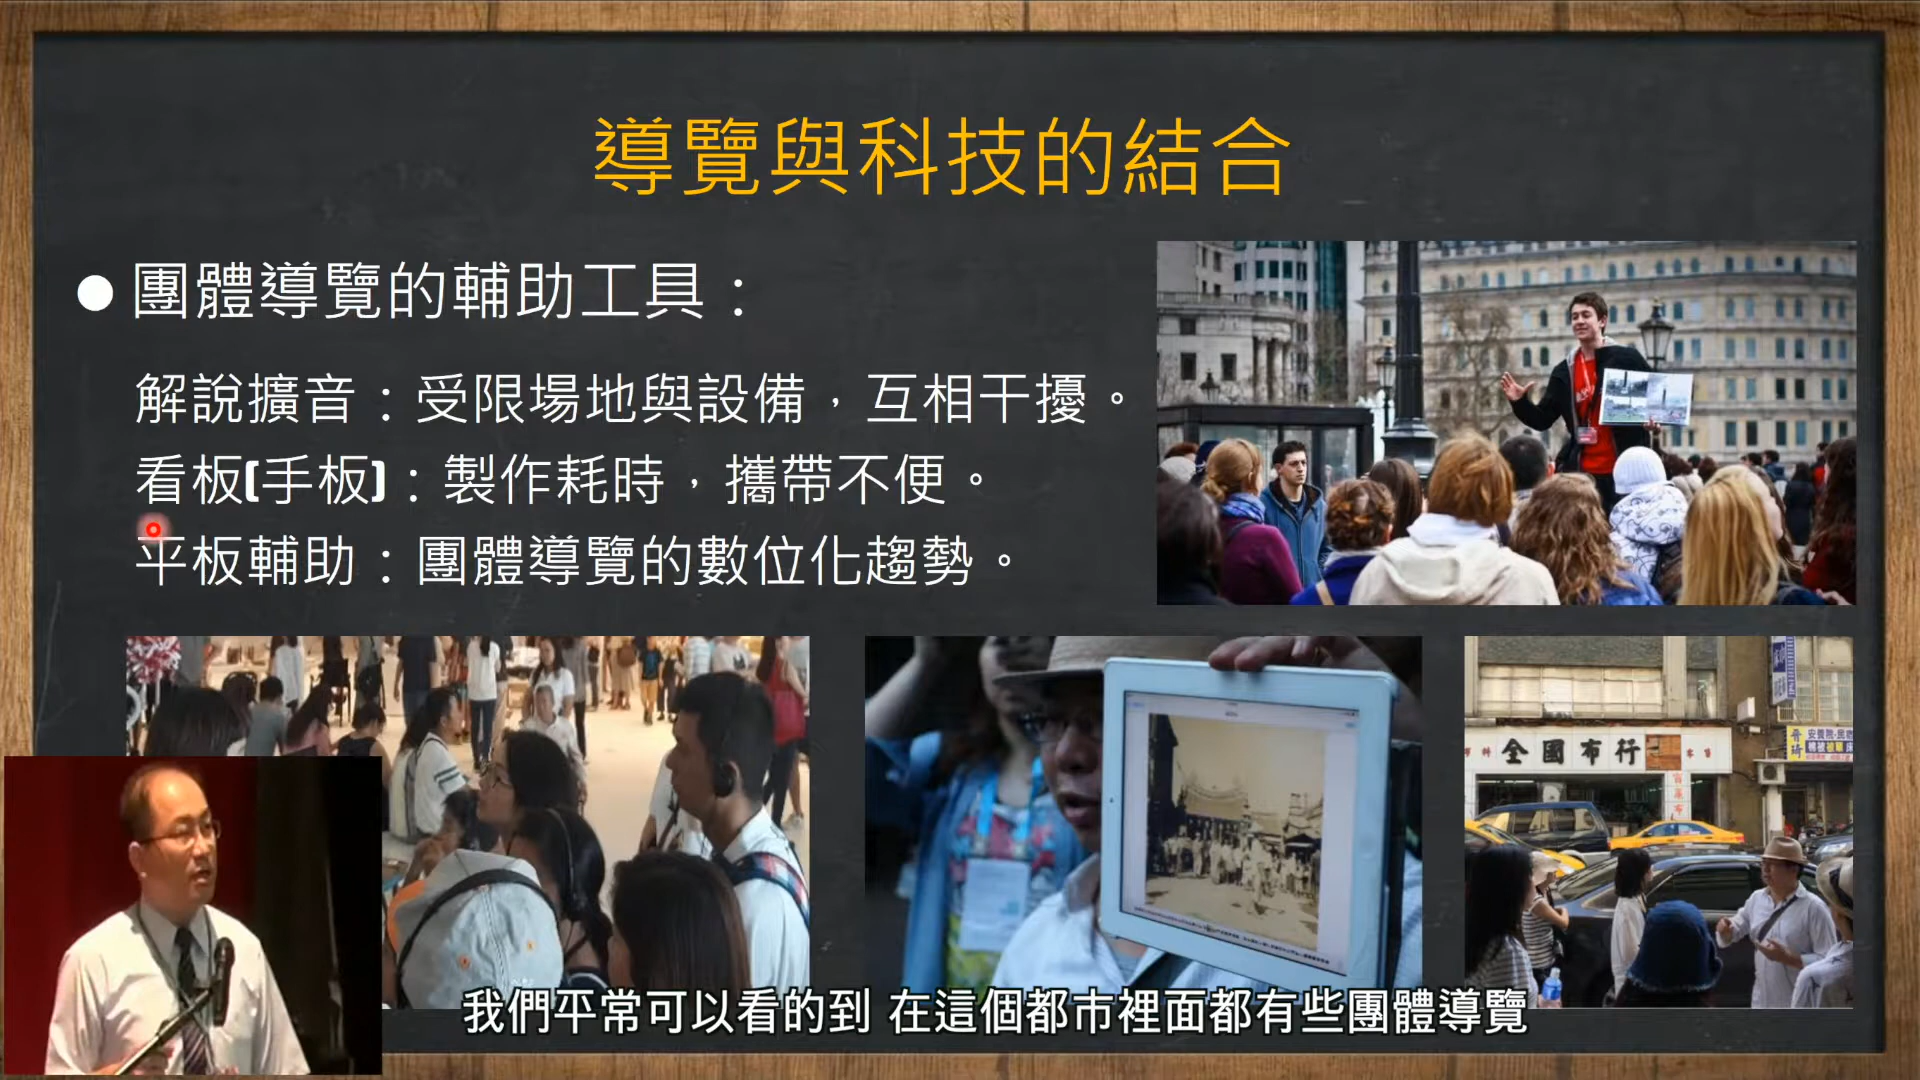 導覽與科技的結合
團體導覽的輔助工具：
解說擴音：受限場地與設備，互相干擾。
看板(手板)：製作耗時，攜帶不便。
平板輔助：團體導覽的數位化趨勢。
全國布行
我們平常可以看的到 在這個都市裡面都有些團體導覽